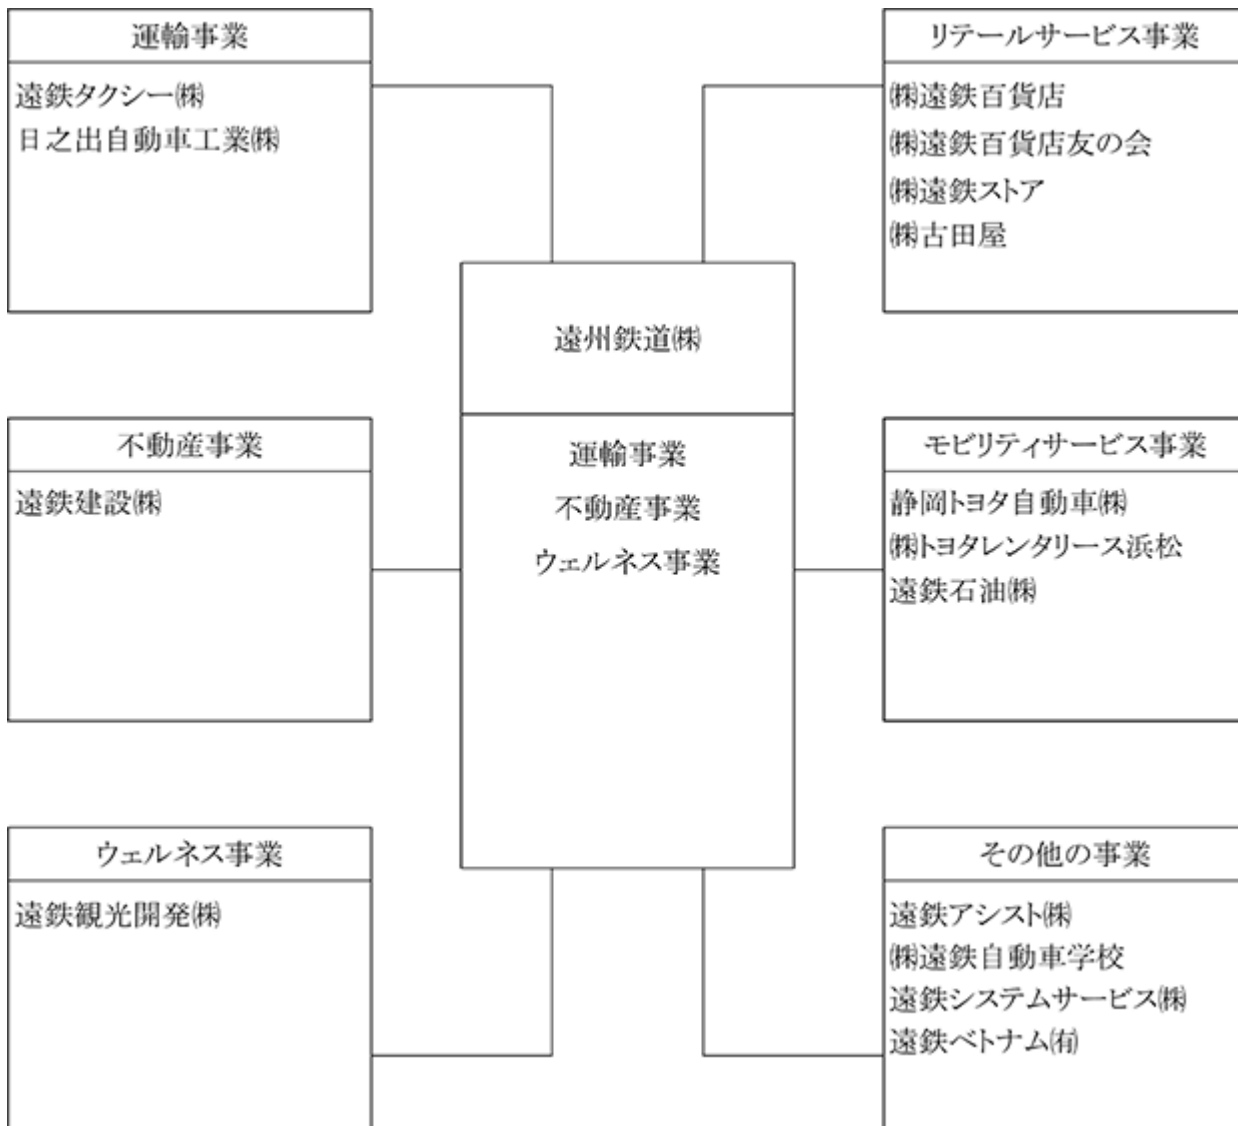 運輸事業
遠鉄タクシー㈱
日之出自動車工業㈱
リテールサービス事業
㈱遠鉄百貨店
㈱遠鉄百貨店友の会
㈱遠鉄ストア
㈱古田屋
遠州鉄道㈱
運輸事業
不動産事業
ウェルネス事業
不動産事業
遠鉄建設㈱
モビリティサービス事業
静岡トヨタ自動車㈱
㈱トヨタレンタリース浜松
遠鉄石油㈱
ウェルネス事業
遠鉄観光開発㈱
その他の事業
遠鉄アシスト㈱
㈱遠鉄自動車学校
遠鉄システムサービス㈱
遠鉄ベトナム㈲